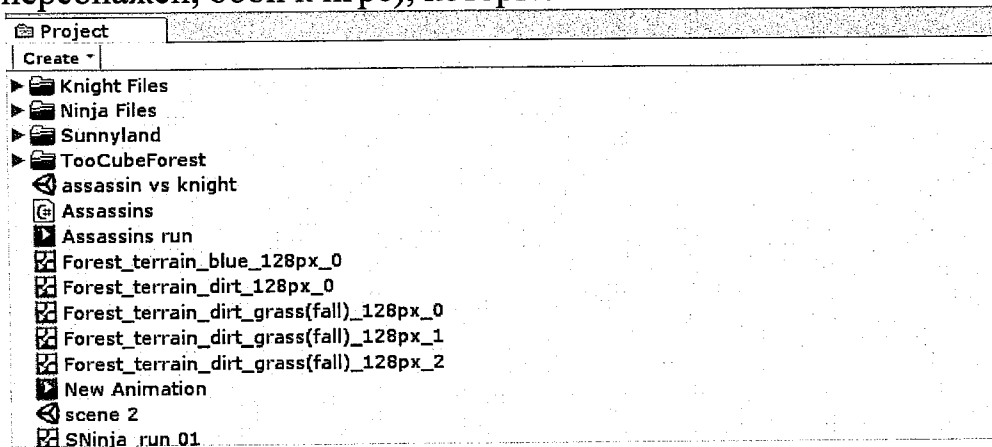 Project
Create
Knight Files
Ninja Files
Sunnyland
TooCubeForest
assassin vs knight
Assassins
Assassins run
Forest_terrain_blue_128px_0
Forest_terrain_dirt_128px_0
Forest_terrain_dirt_grass(fall)_128px_0
Forest_terrain_dirt_grass(fall)_128px_1
Forest_terrain_dirt_grass(fall)_128px_2
New Animation
scene 2
SNinja_run_01